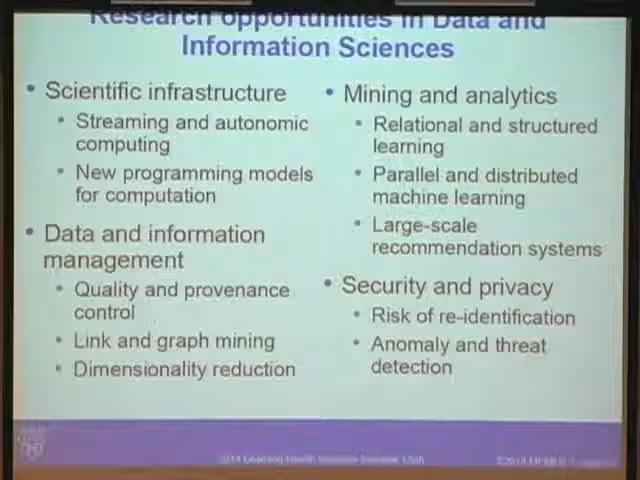 Research opportunities in Data and
Information Sciences
• Scientific infrastructure
• Streaming and autonomic
computing
• New programming models
for computation
• Data and information
management
• Quality and provenance
control
• Link and graph mining
• Dimensionality reduction
• Mining and analytics
• Relational and structured
learning
• Parallel and distributed
machine learning
• Large-scale
recommendation systems
• Security and privacy
• Risk of re-identification
• Anomaly and threat
detection
2014 Learning Health